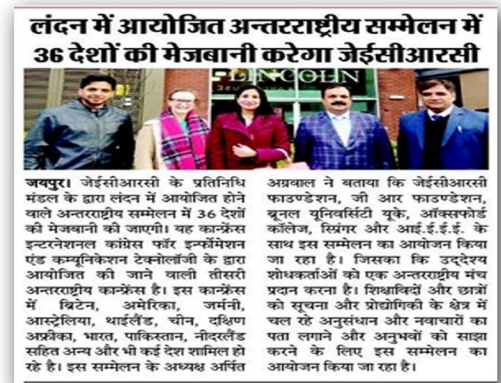 लंदन में आयोजित अन्तरराष्ट्रीय सम्मेलन में
36 देशों की मेजबानी करेगा जेईसीआरसी
LINCOLN
जयपुर। जेईसीआरसी के प्रतिनिधि
मंडल के द्वारा लंदन में आयोजित होने
वाले अन्तरराष्ट्रीय सम्मेलन में 36 देशों
की मेजबानी की जाएगी। यह कान्फ्रेंस
इन्टरनेशनल कांग्रेस फॉर इन्फोर्मेशन
एंड कम्यूनिकेशन टेक्नोलॉजी के द्वारा
आयोजित की जाने वाली तीसरी
अन्तरराष्ट्रीय कान्फ्रेंस है। इस कान्फ्रेंस
में ब्रिटेन, अमेरिका, जर्मनी,
आस्ट्रेलिया, थाईलैंड, चीन, दक्षिण
अफ्रीका, भारत, पाकिस्तान, नीदरलैंड
सहित अन्य और भी कई देश शामिल हो
रहे है। इस सम्मेलन के अध्यक्ष अर्पित
अग्रवाल ने बताया कि जेईसीआरसी
फाउण्डेशन, जी आर फाउण्डेशन,
ब्रूनल यूनिवर्सिटी यूके, ऑक्सफोर्ड
कॉलेज, स्प्रिंगर और आई.ई.ई.ई. के
साथ इस सम्मेलन का आयोजन किया
जा रहा है। जिसका कि उद्देश्य
शोधकर्ताओं को एक अन्तरराष्ट्रीय मंच
प्रदान करना है। शिक्षाविदों और छात्रों
को सूचना और प्रोद्योगिकी के क्षेत्र में
चल रहे अनुसंधान और नवाचारों का
पता लगाने और अनुभवों को साझा
करने के लिए इस सम्मेलन का
आयोजन किया जा रहा है।